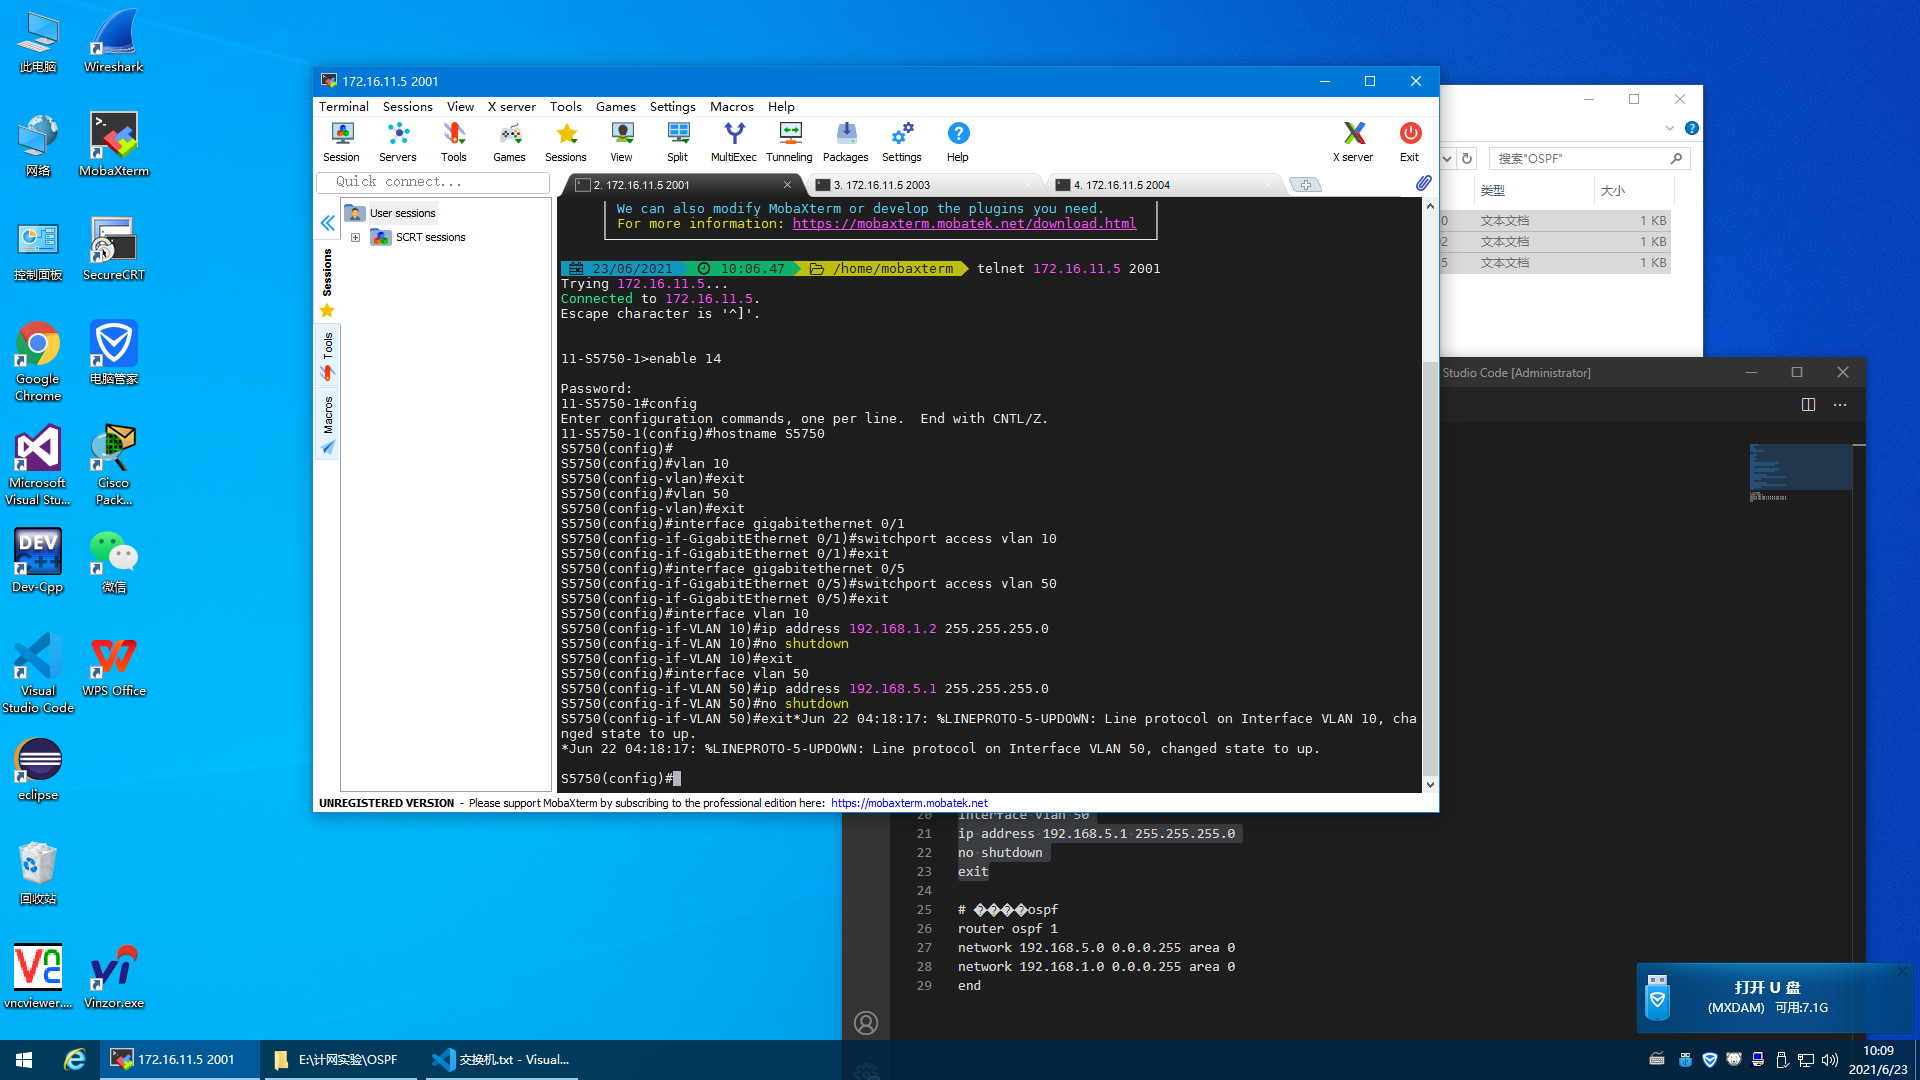 此电脑
Wireshark
网络
MobaXterm
控制面板
SecureCRT
Google
Chrome
电脑管家
Microsoft
Visual Stu...
Cisco
Pack...
DEV
C++
Dev-Cpp
微信
Visual
Studio Code
WPS Office
eclipse
回收站
vncviewer....
Vinzor.exe
172.16.11.5 2001
Terminal Sessions View X server Tools Games Settings Macros Help
Session Servers Tools Games Sessions View Split MultiExec Tunneling Packages Settings Help X server Exit
Quick connect...
2. 172.16.11.5 2001
3. 172.16.11.5 2003
4. 172.16.11.5 2004
User sessions
SCRT sessions
Sessions
Tools
Macros
We can also modify MobaXterm or develop the plugins you need.
For more information: https://mobaxterm.mobatek.net/download.html
23/06/2021 10:06.47 /home/mobaxterm telnet 172.16.11.5 2001
Trying 172.16.11.5...
Connected to 172.16.11.5.
Escape character is '^]'.
11-S5750-1>enable 14
Password:
11-S5750-1#config
Enter configuration commands, one per line.  End with CNTL/Z.
11-S5750-1(config)#hostname S5750
S5750(config)#
S5750(config)#vlan 10
S5750(config-vlan)#exit
S5750(config)#vlan 50
S5750(config-vlan)#exit
S5750(config)#interface gigabitethernet 0/1
S5750(config-if-GigabitEthernet 0/1)#switchport access vlan 10
S5750(config-if-GigabitEthernet 0/1)#exit
S5750(config)#interface gigabitethernet 0/5
S5750(config-if-GigabitEthernet 0/5)#switchport access vlan 50
S5750(config-if-GigabitEthernet 0/5)#exit
S5750(config)#interface vlan 10
S5750(config-if-VLAN 10)#ip address 192.168.1.2 255.255.255.0
S5750(config-if-VLAN 10)#no shutdown
S5750(config-if-VLAN 10)#exit
S5750(config)#interface vlan 50
S5750(config-if-VLAN 50)#ip address 192.168.5.1 255.255.255.0
S5750(config-if-VLAN 50)#no shutdown
S5750(config-if-VLAN 50)#exit*Jun 22 04:18:17: %LINEPROTO-5-UPDOWN: Line protocol on Interface VLAN 10, cha
nged state to up.
*Jun 22 04:18:17: %LINEPROTO-5-UPDOWN: Line protocol on Interface VLAN 50, changed state to up.
S5750(config)#
UNREGISTERED VERSION - Please support MobaXterm by subscribing to the professional edition here: https://mobaxterm.mobatek.net
搜索"OSPF"
类型 大小
0 文本文档 1 KB
2 文本文档 1 KB
5 文本文档 1 KB
Studio Code [Administrator]
20 interface vlan 50
21 ip address 192.168.5.1 255.255.255.0
22 no shutdown
23 exit
24
25 # ����ospf
26 router ospf 1
27 network 192.168.5.0 0.0.0.255 area 0
28 network 192.168.1.0 0.0.0.255 area 0
29 end
打开 U 盘
(MXDAM) 可用:7.1G
172.16.11.5 2001
E:\计网实验\OSPF
交换机.txt - Visual...
10:09
2021/6/23